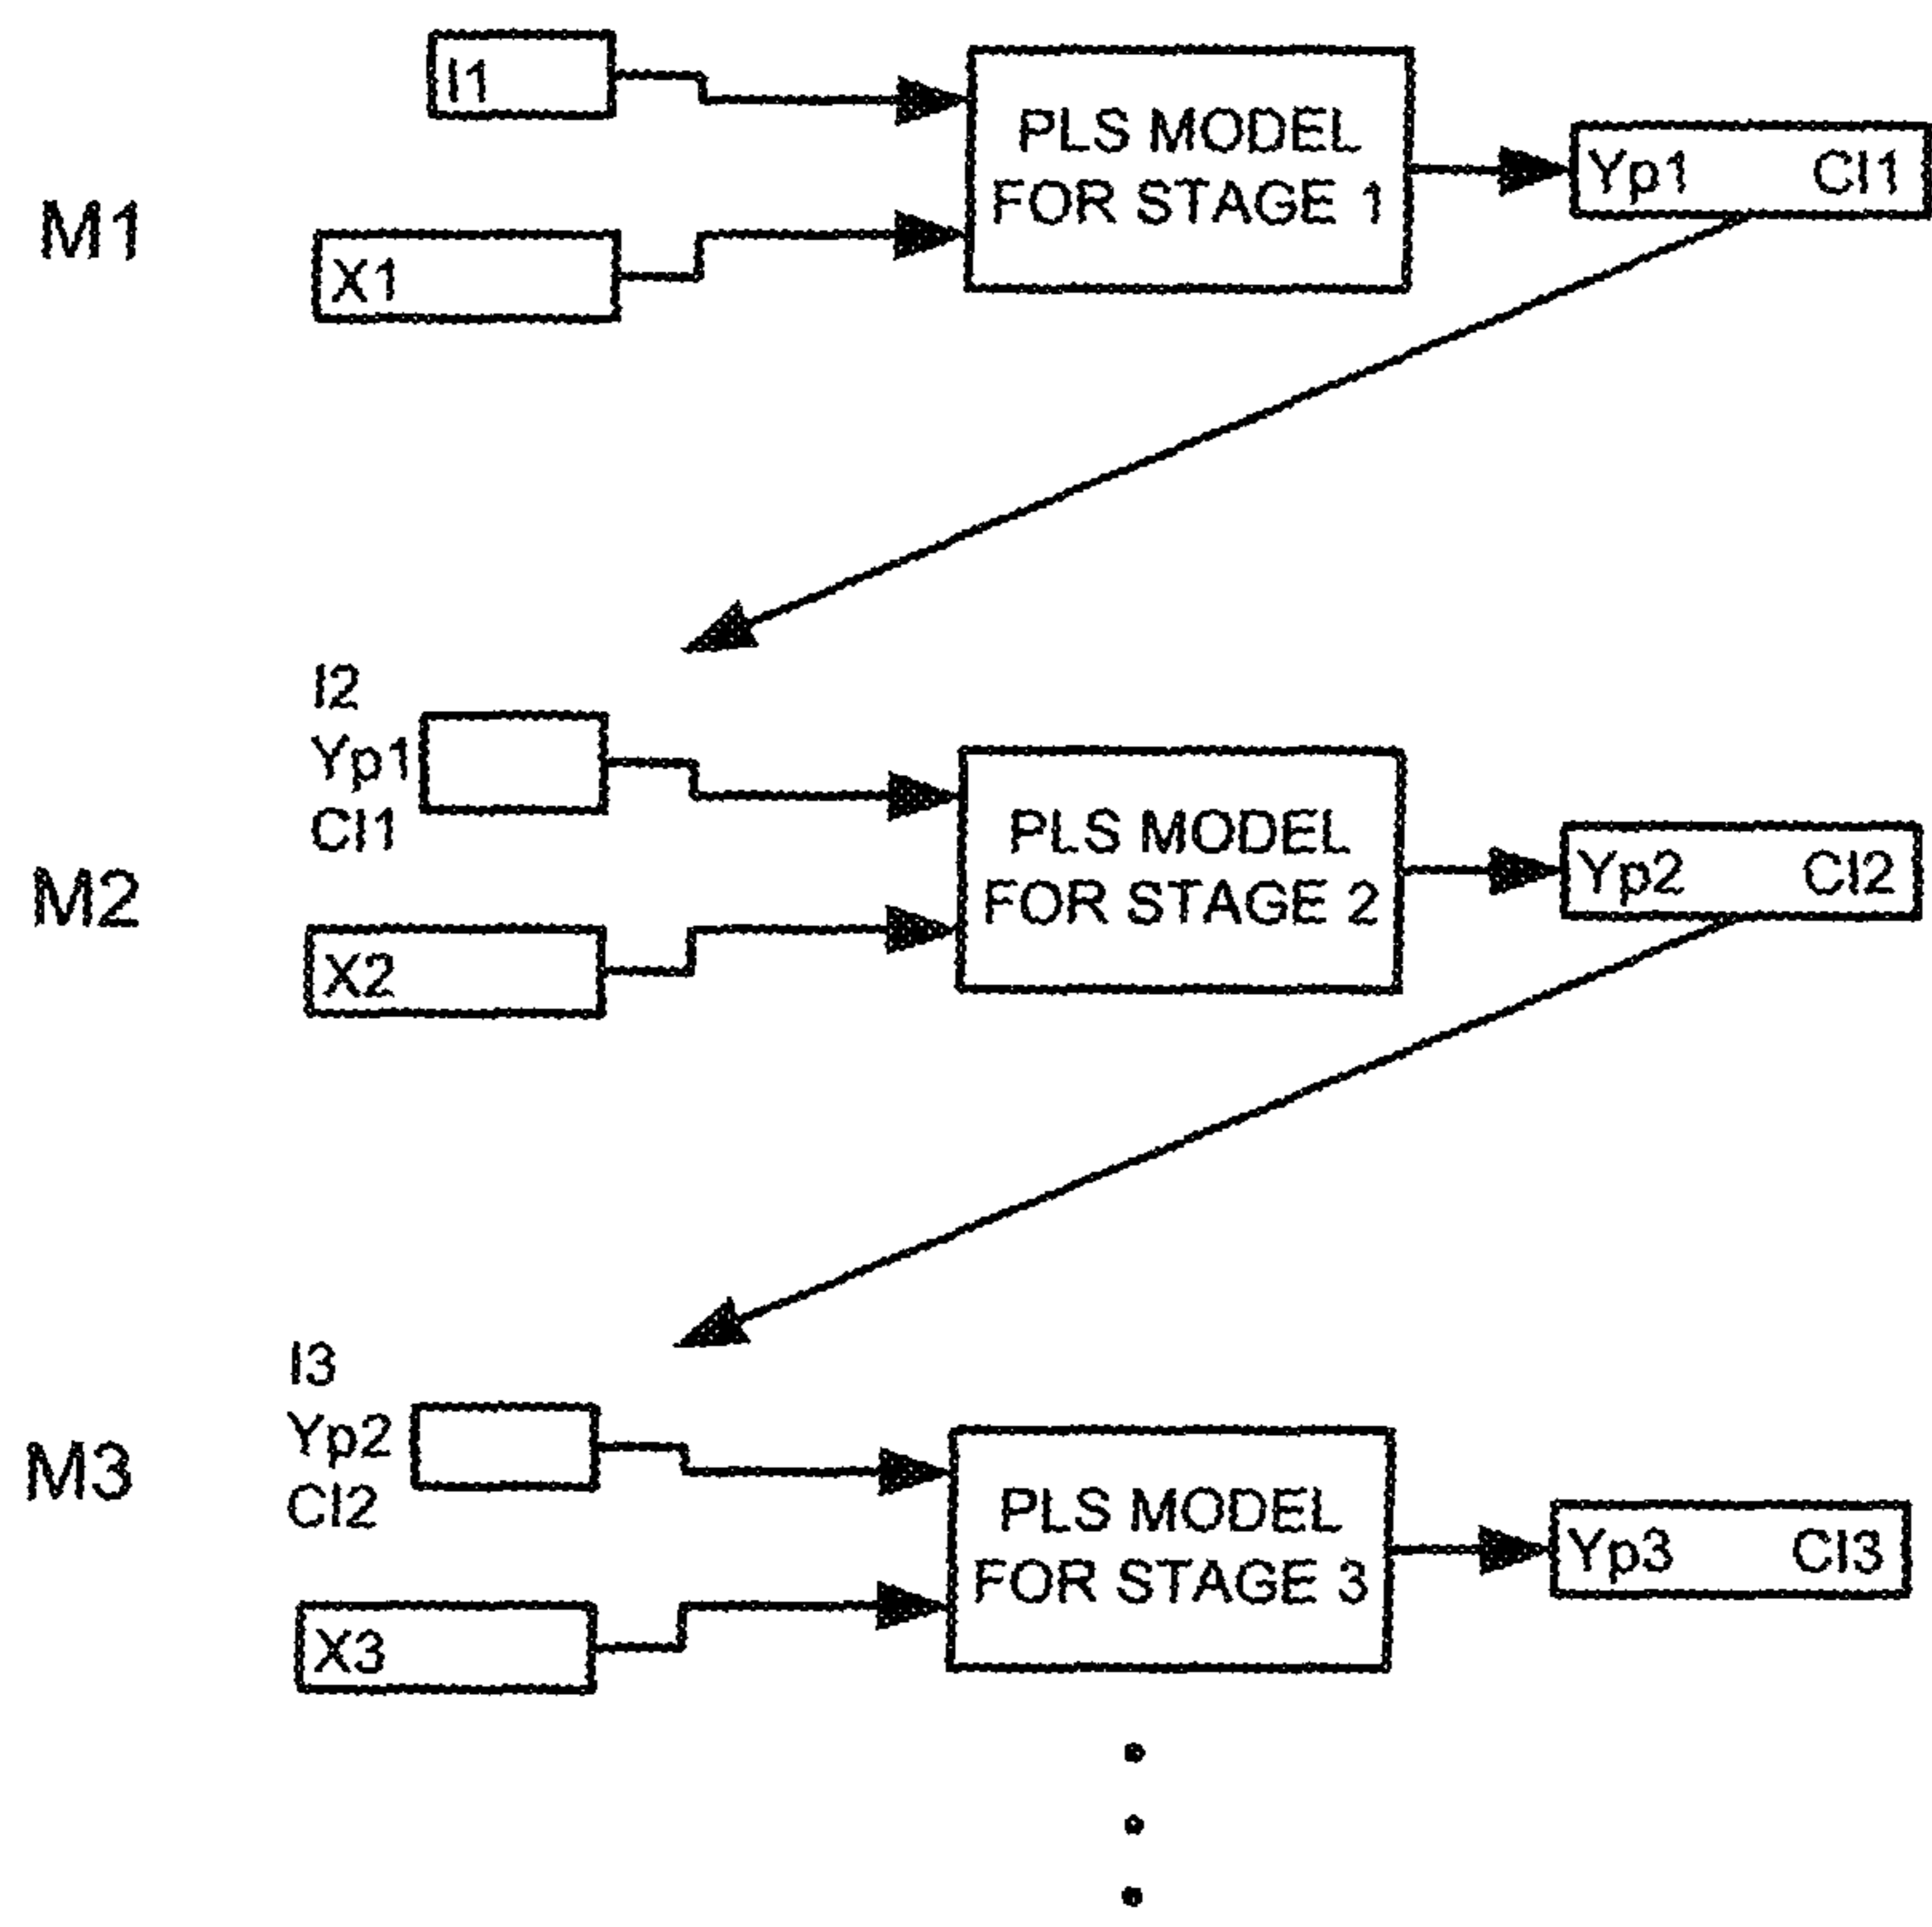 I1
PLS MODEL
FOR STAGE 1
Yp1 CI1
M1
X1
I2
Yp1
CI1
PLS MODEL
FOR STAGE 2
Yp2 CI2
M2
X2
I3
Yp2
CI2
M3
PLS MODEL
FOR STAGE 3
Yp3 CI3
X3